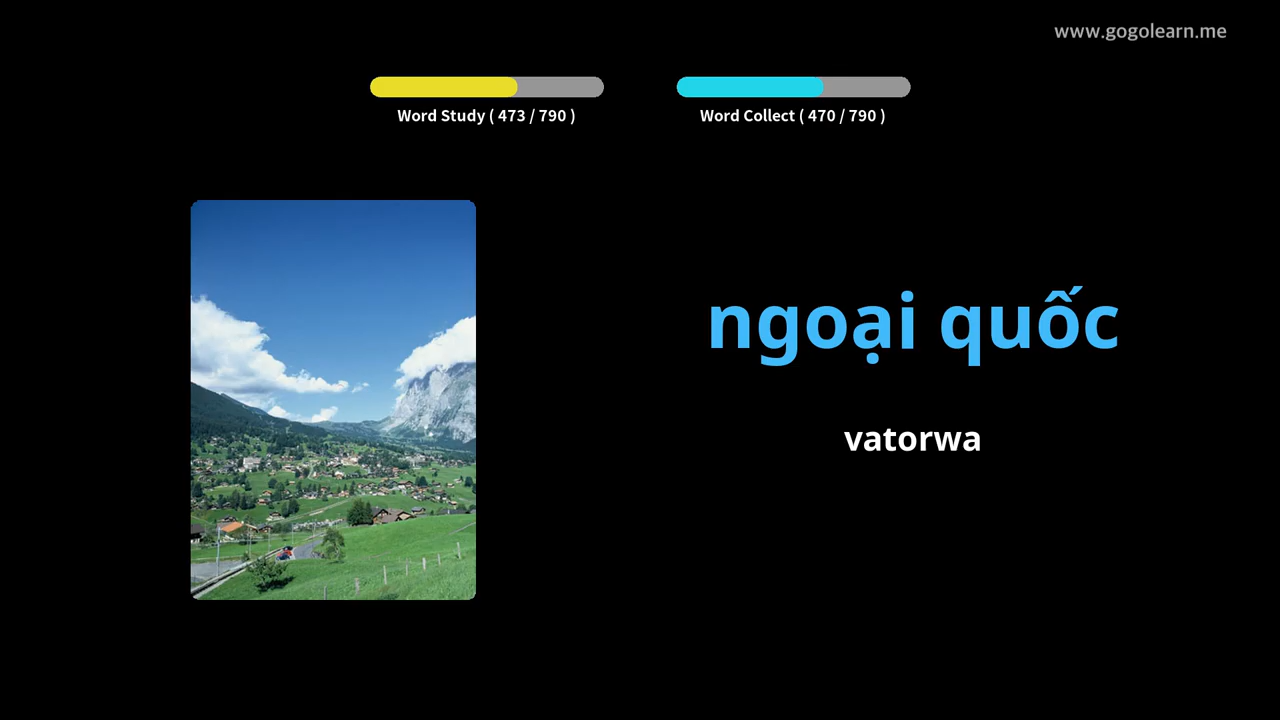 www.gogolearn.me
Word Study ( 473 / 790 )
Word Collect ( 470 / 790 )
ngoại quốc
vatorwa